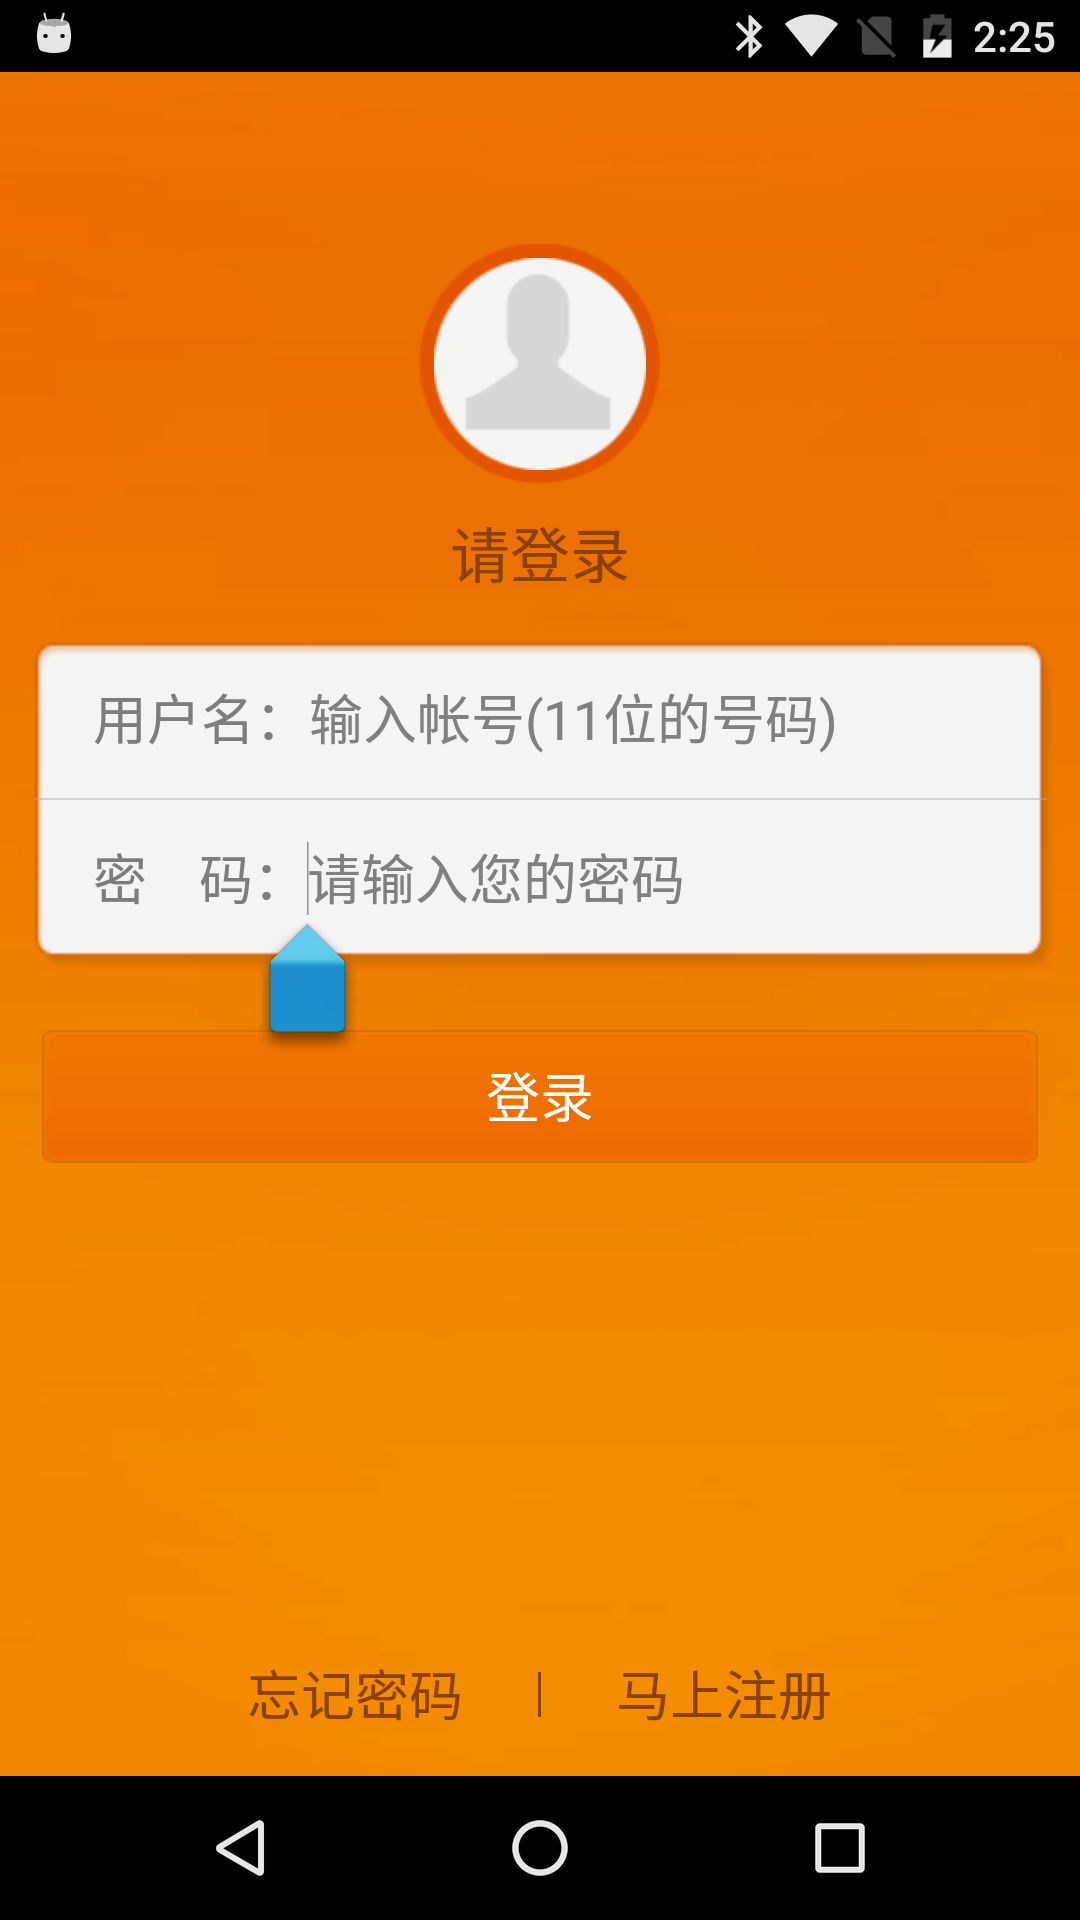 2:25
请登录
用户名：输入帐号(11位的号码)
密　码：请输入您的密码
登录
忘记密码 | 马上注册